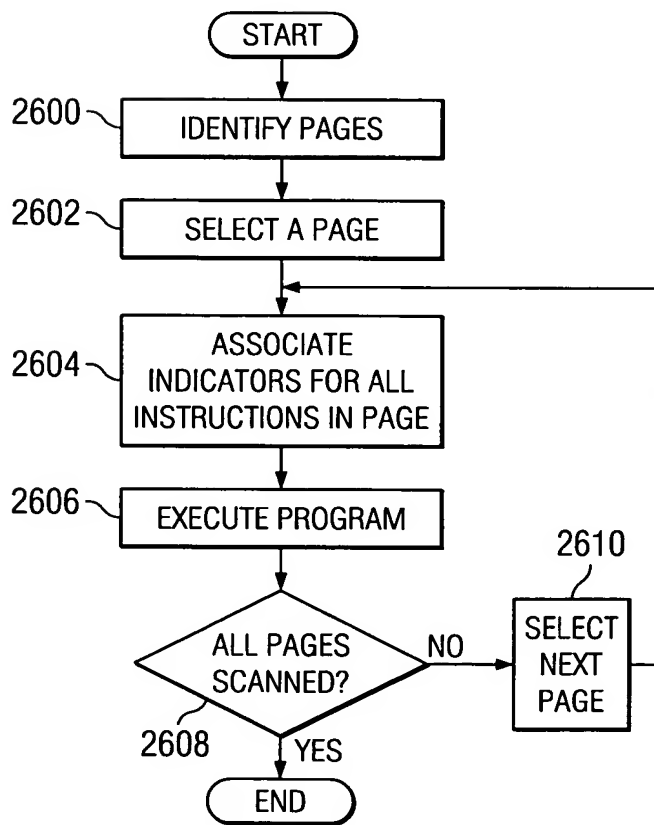 START
2600
IDENTIFY PAGES
2602
SELECT A PAGE
2604
ASSOCIATE
INDICATORS FOR ALL
INSTRUCTIONS IN PAGE
2606
EXECUTE PROGRAM
2610
ALL PAGES
SCANNED?
NO
SELECT
NEXT
PAGE
2608
YES
END